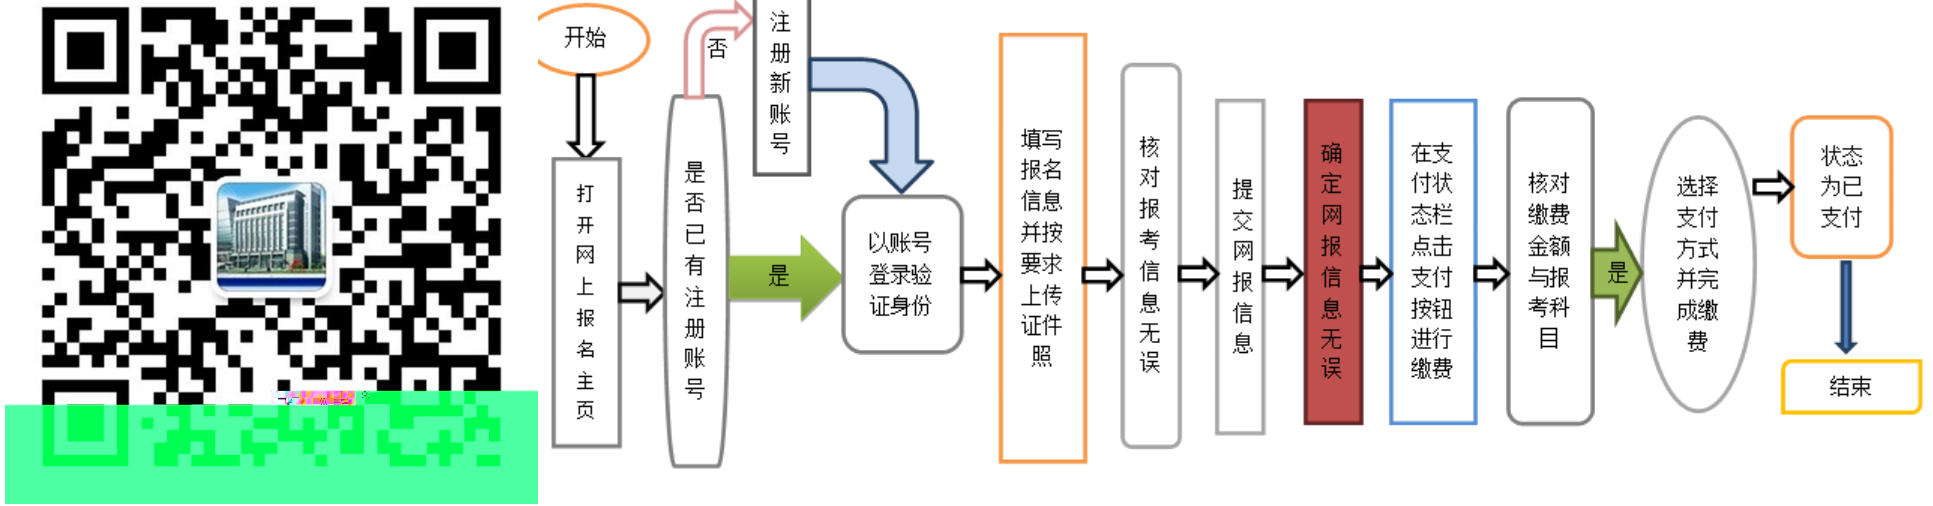 开始
打开网上报名主页
是否已有注册账号
否
注册新账号
是
以账号
登录验
证身份
填写
报名
信息
并按
要求
上传
证件
照
核对报考信息无误
提交网报信息
确定网报信息无误
在支
付状
态栏
点击
支付
按钮
进行
缴费
核对
缴费
金额
与报
考科
目
是
选择
支付
方式
并完
成缴
费
状态
为已
支付
结束